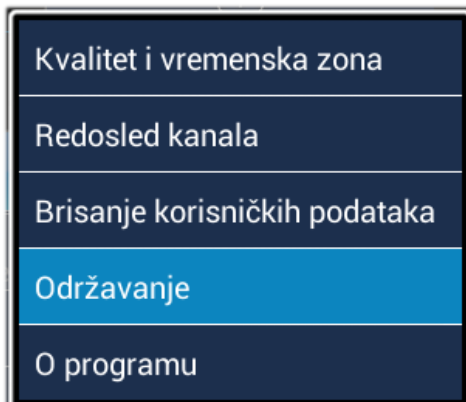 Kvalitet i vremenska zona
Redosled kanala
Brisanje korisničkih podataka
Održavanje
O programu